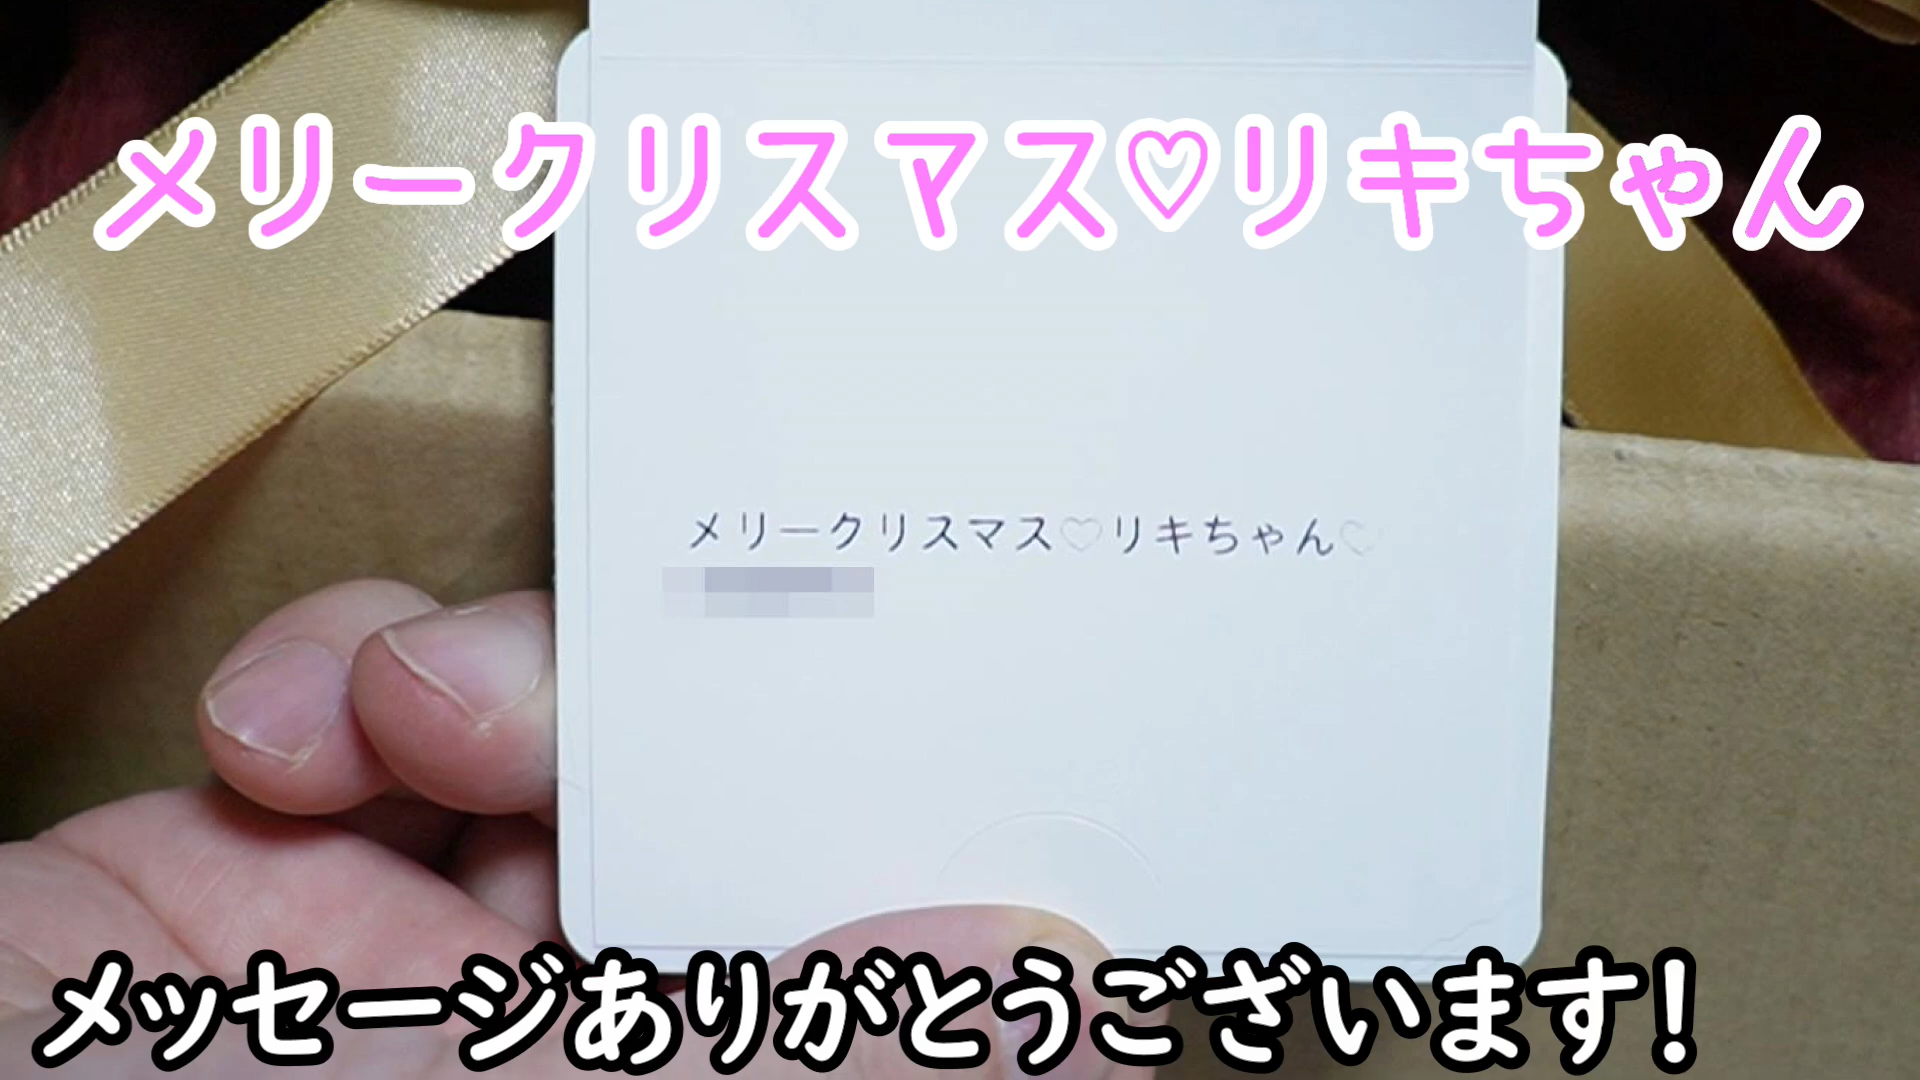 メリークリスマス♡リキちゃん
メリークリスマス♡リキちゃん♡
メッセージありがとうございます!